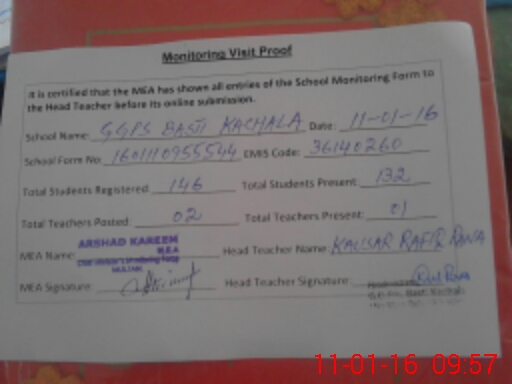 Monitoring Visit Proof
It is certified that the MEA has shown all entries of the School Monitoring Form to
the Head Teacher before its online submission.
School Name: GGPS BASTI KACHALA Date: 11-01-16
School Form No: 1601110955544 EMIS Code: 36140260
Total Students Registered: 146 Total Students Present: 132
Total Teachers Posted: 02 Total Teachers Present: 01
ARSHAD KAREEM
M.E.A
MEA Name: Head Teacher Name: KAUSAR RAFIQ RANA
MULTAN
MEA Signature: Head Teacher Signature:
Basti Kachala
11-01-16 09:57